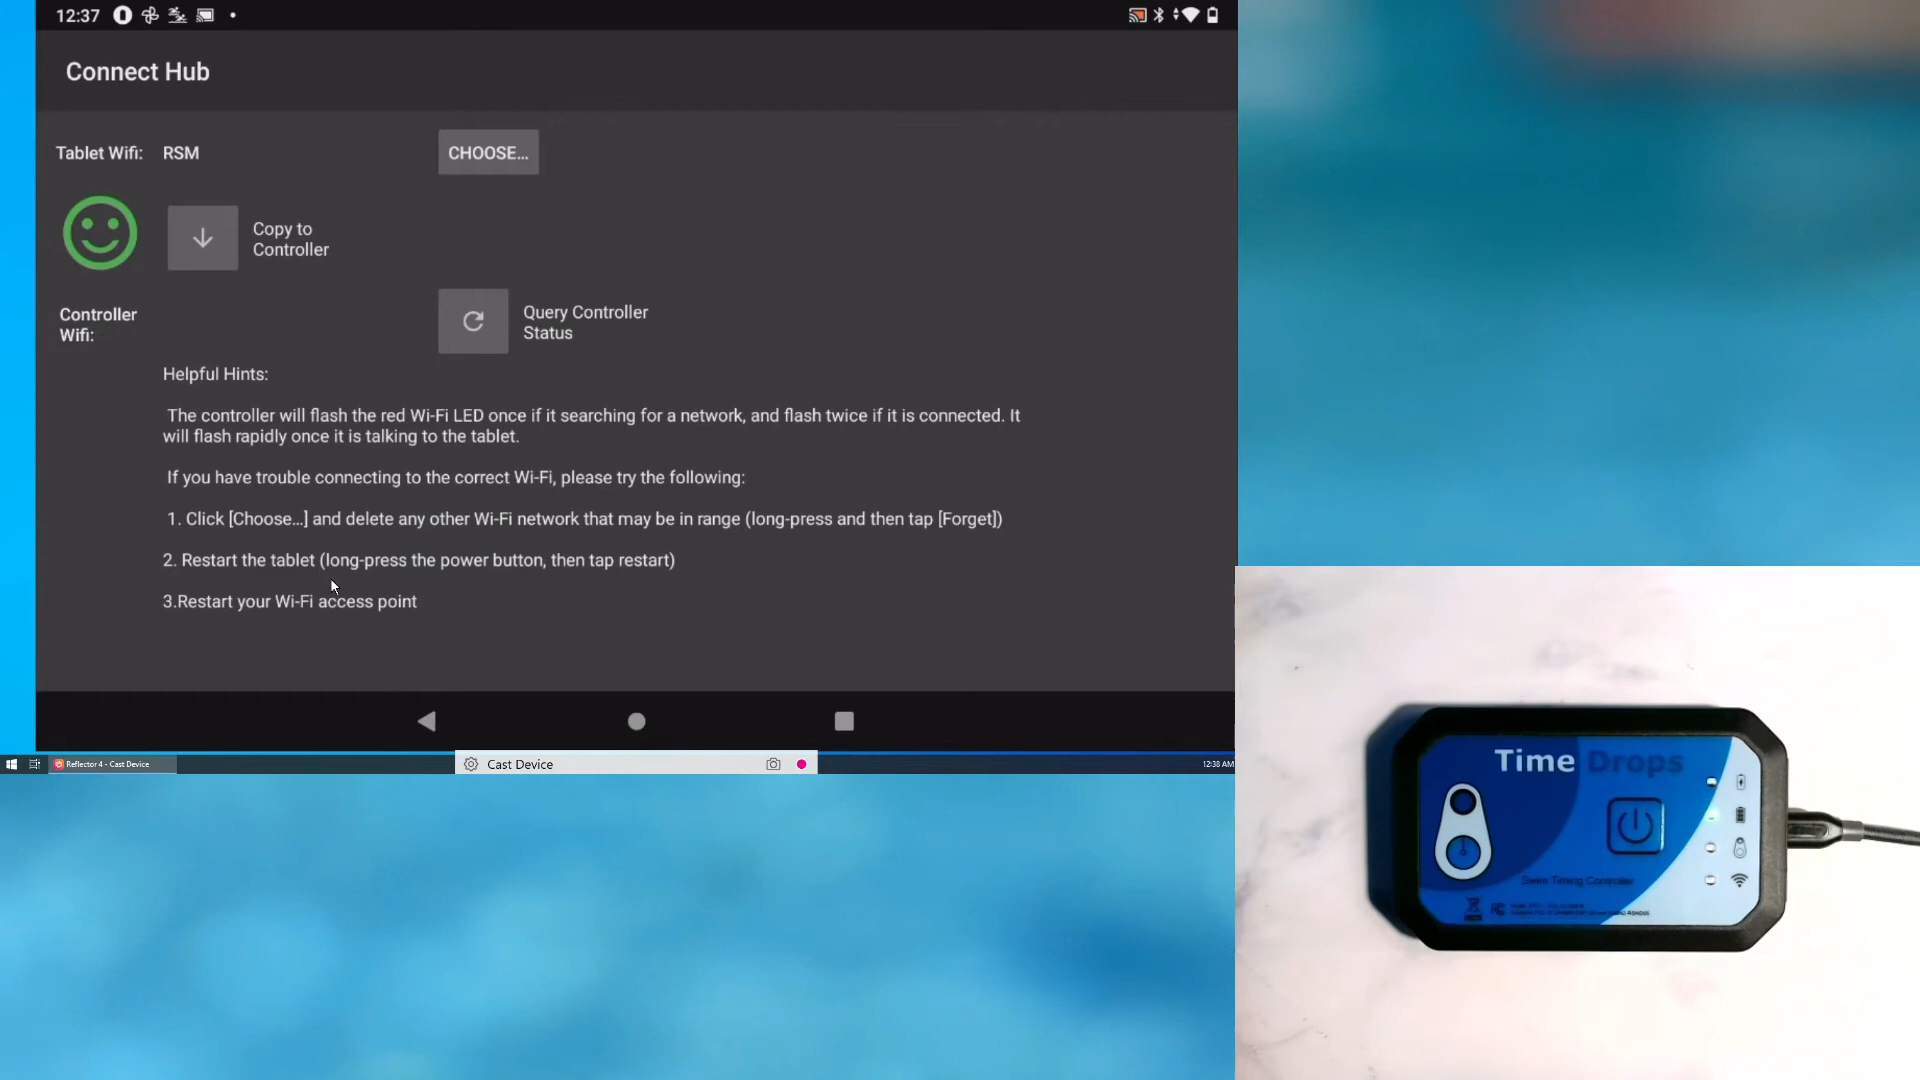 12:37
Connect Hub
Tablet Wifi: RSM CHOOSE...
Copy to
Controller
Controller
Wifi:
Query Controller
Status
Helpful Hints:
The controller will flash the red Wi-Fi LED once if it searching for a network, and flash twice if it is connected. It
will flash rapidly once it is talking to the tablet.
If you have trouble connecting to the correct Wi-Fi, please try the following:
1. Click [Choose...] and delete any other Wi-Fi network that may be in range (long-press and then tap [Forget])
2. Restart the tablet (long-press the power button, then tap restart)
3.Restart your Wi-Fi access point
Reflector 4 - Cast Device
Cast Device
12:38 AM
Time Drops
Swim Timing Controller